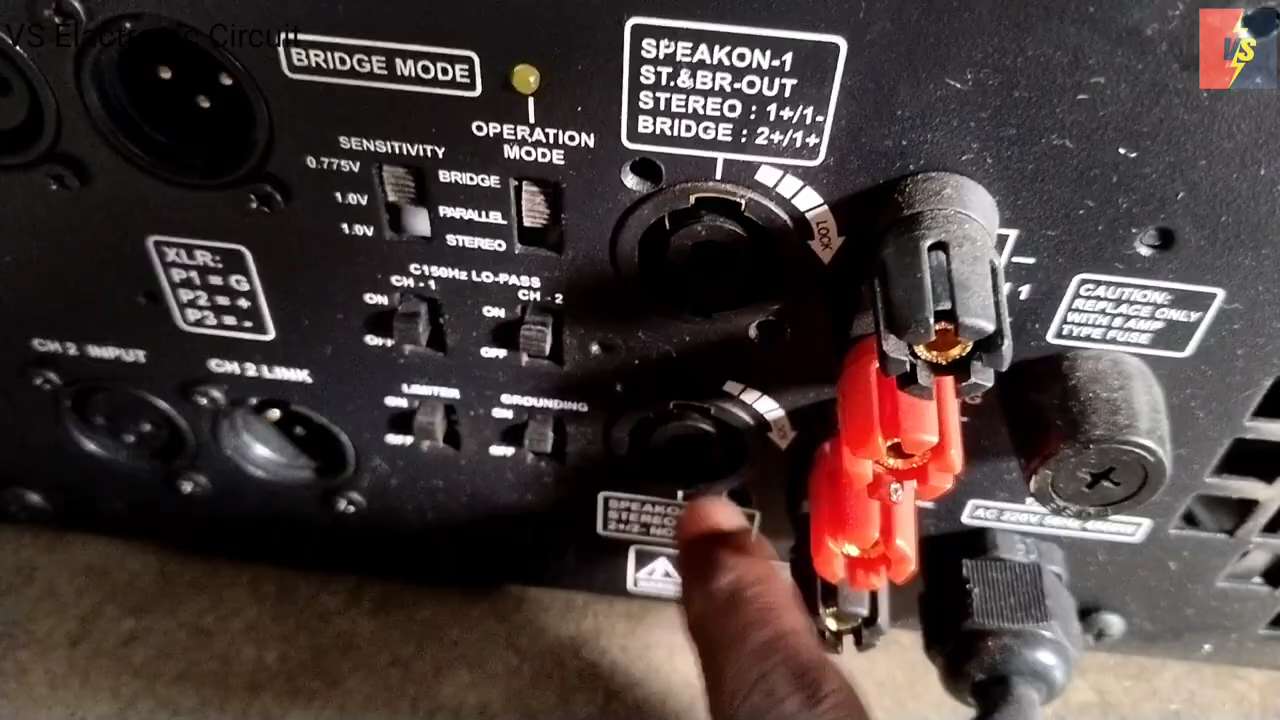 VS Electronic Circuit
VS
BRIDGE MODE
OPERATION
MODE
SPEAKON-1
ST.&BR-OUT
STEREO : 1+/1-
BRIDGE : 2+/1+
SENSITIVITY
0.775V
1.0V
1.0V
BRIDGE
PARALLEL
STEREO
LOCK
XLR:
P1 = G
P2 = +
P3 = -
C150Hz LO-PASS
CH - 1
CH - 2
ON
OFF
ON
OFF
1
CAUTION:
REPLACE ONLY
WITH 8 AMP
TYPE FUSE
CH 2 INPUT
CH 2 LINK
LIMITER
ON
OFF
GROUNDING
ON
OFF
AC 220V